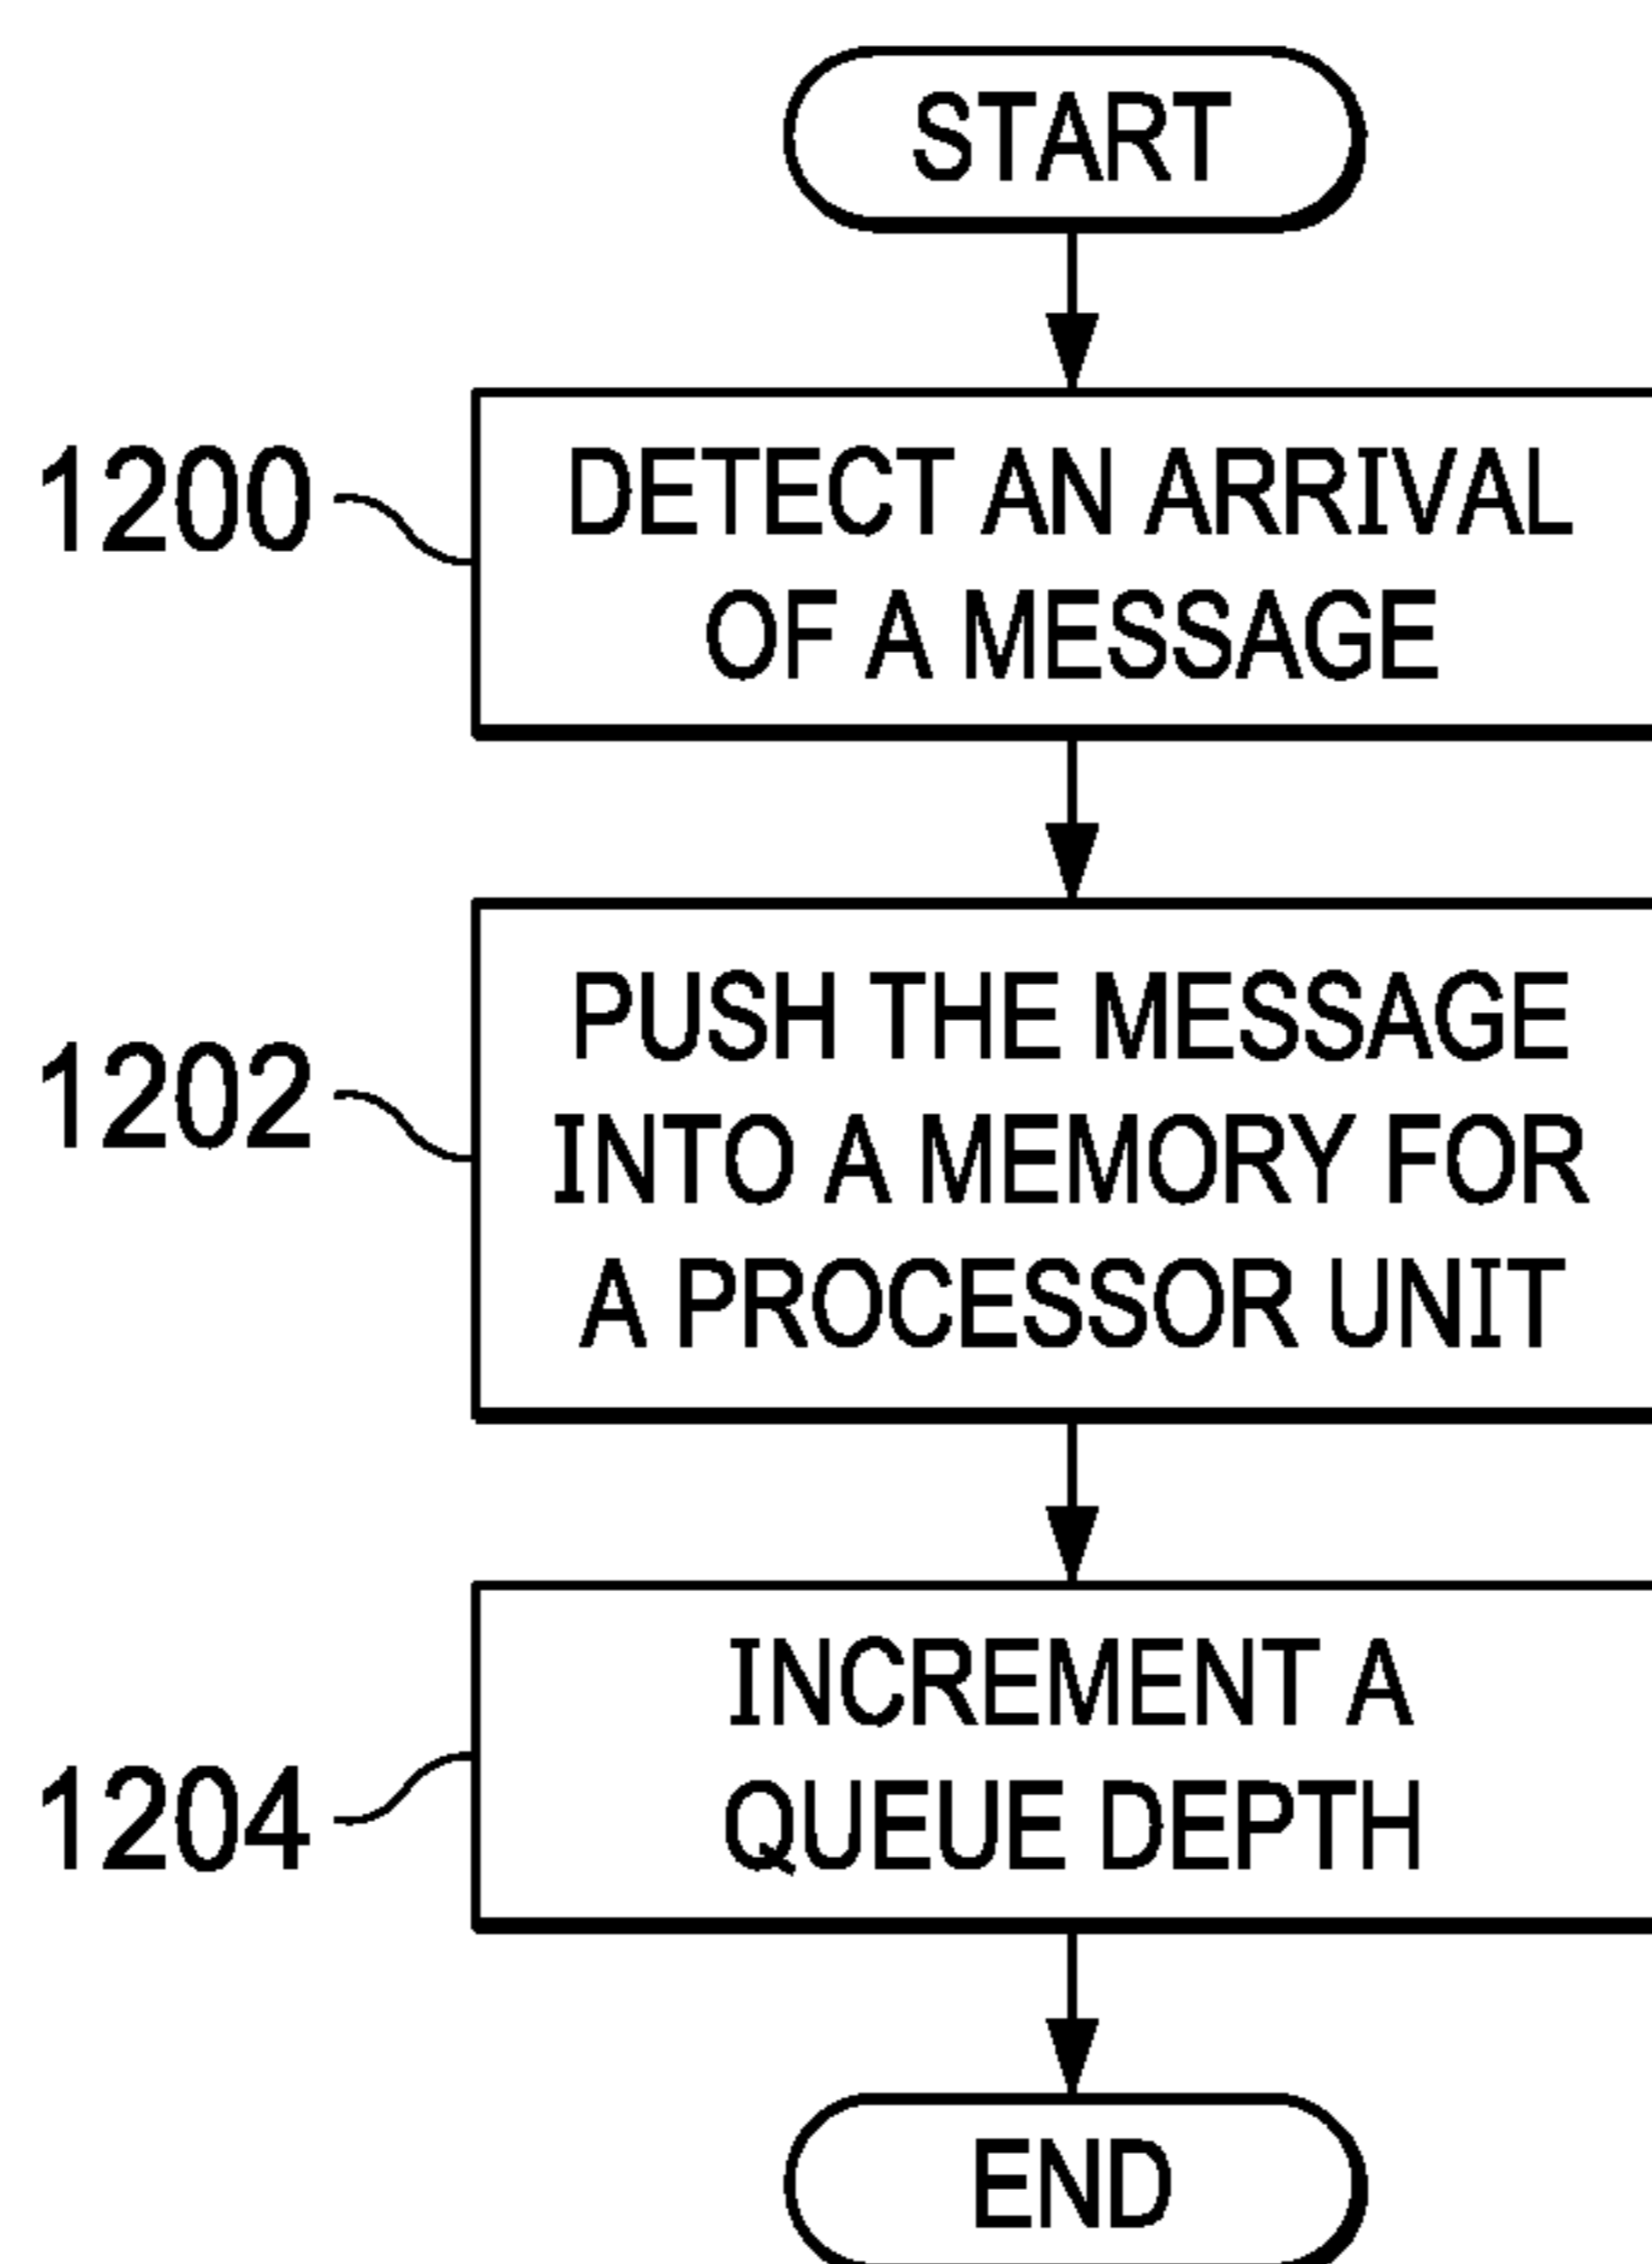 START
1200
DETECT AN ARRIVAL
OF A MESSAGE
1202
PUSH THE MESSAGE
INTO A MEMORY FOR
A PROCESSOR UNIT
1204
INCREMENT A
QUEUE DEPTH
END